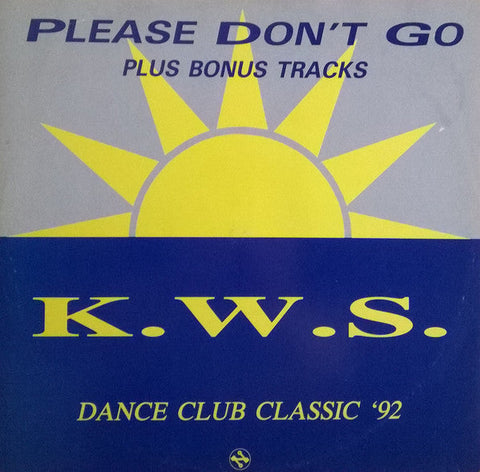 PLEASE DON'T GO
PLUS BONUS TRACKS
K.W.S.
DANCE CLUB CLASSIC '92